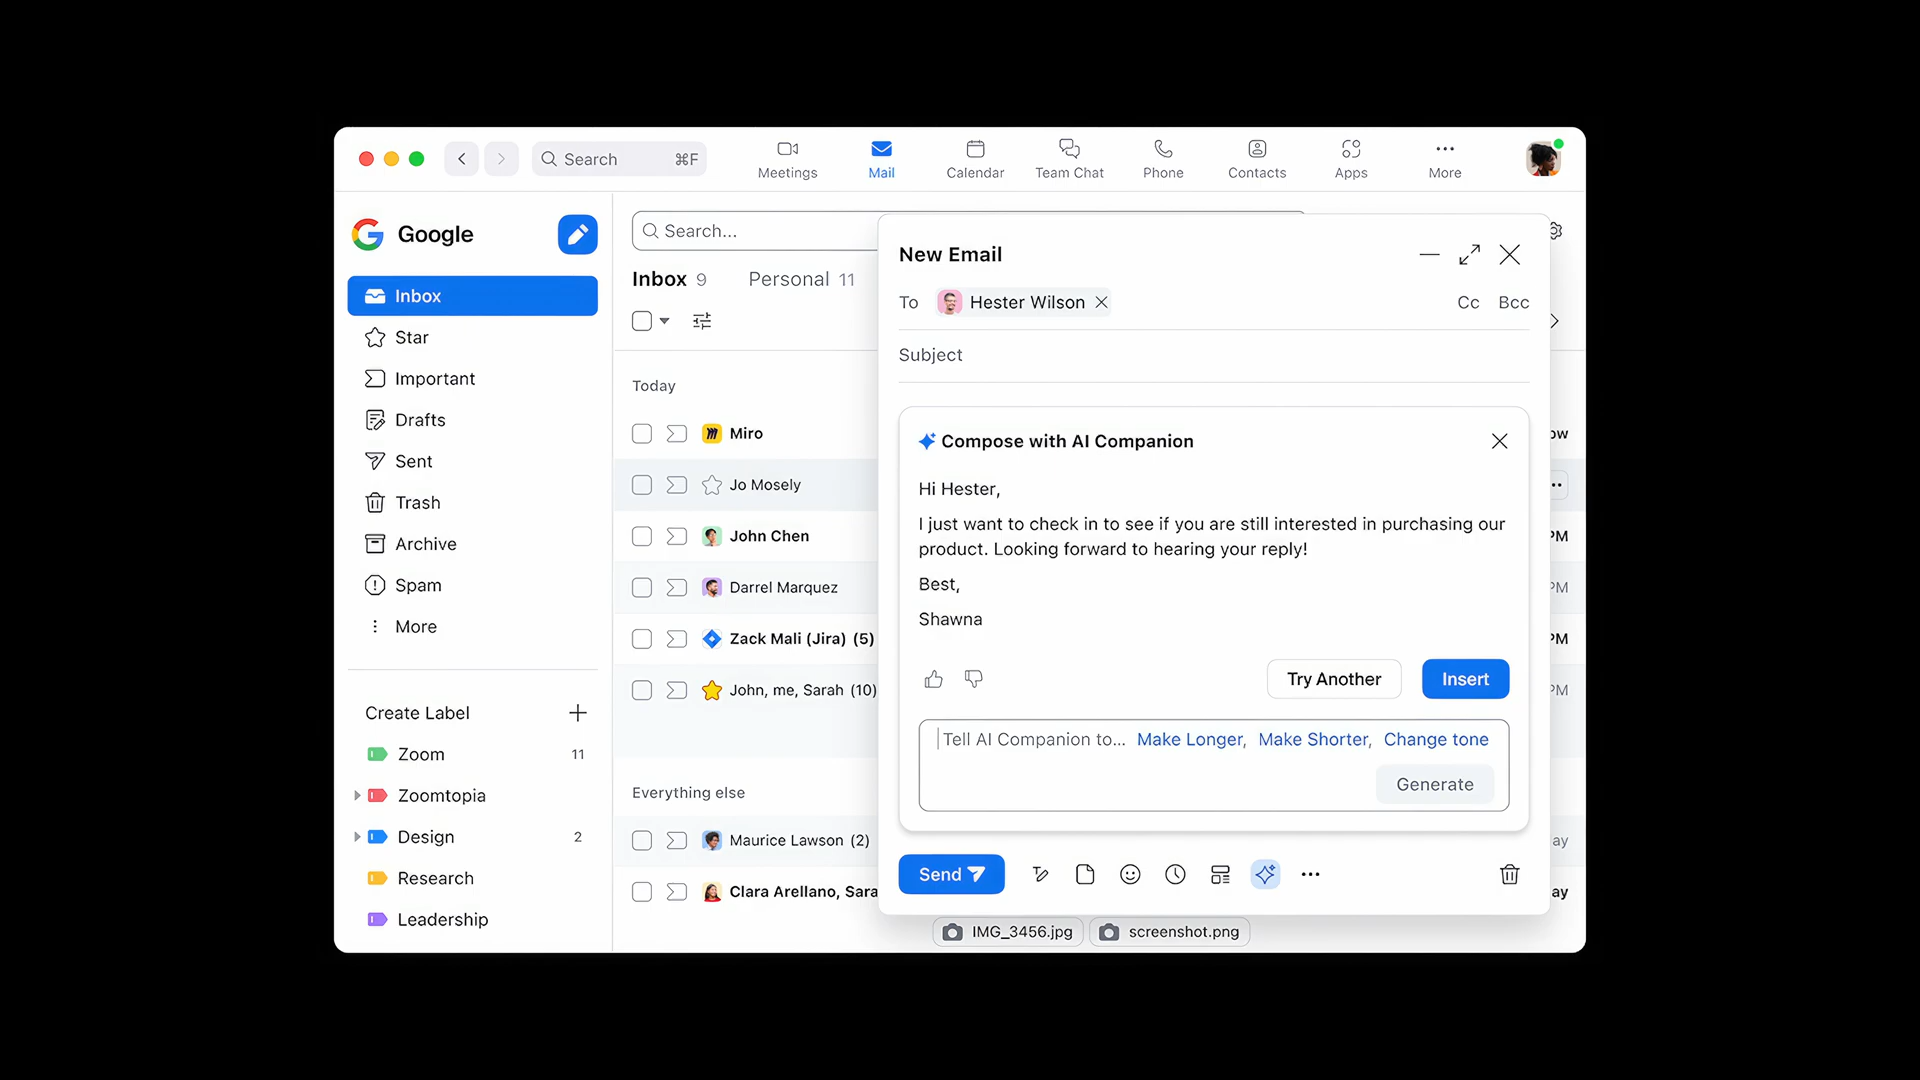 Search ⌘F
Meetings
Mail
Calendar
Team Chat
Phone
Contacts
Apps
More
Google
Inbox
Star
Important
Drafts
Sent
Trash
Archive
Spam
More
Create Label
Zoom 11
Zoomtopia
Design 2
Research
Leadership
Search...
Inbox 9 Personal 11
Today
Miro
Jo Mosely
John Chen
Darrel Marquez
Zack Mali (Jira) (5)
John, me, Sarah (10)
Everything else
Maurice Lawson (2)
Clara Arellano, Sara
PM
PM
PM
PM
IMG_3456.jpg screenshot.png
New Email
To Hester Wilson Cc Bcc
Subject
Compose with AI Companion
Hi Hester,
I just want to check in to see if you are still interested in purchasing our
product. Looking forward to hearing your reply!
Best,
Shawna
Try Another Insert
Tell AI Companion to... Make Longer, Make Shorter, Change tone
Generate
Send